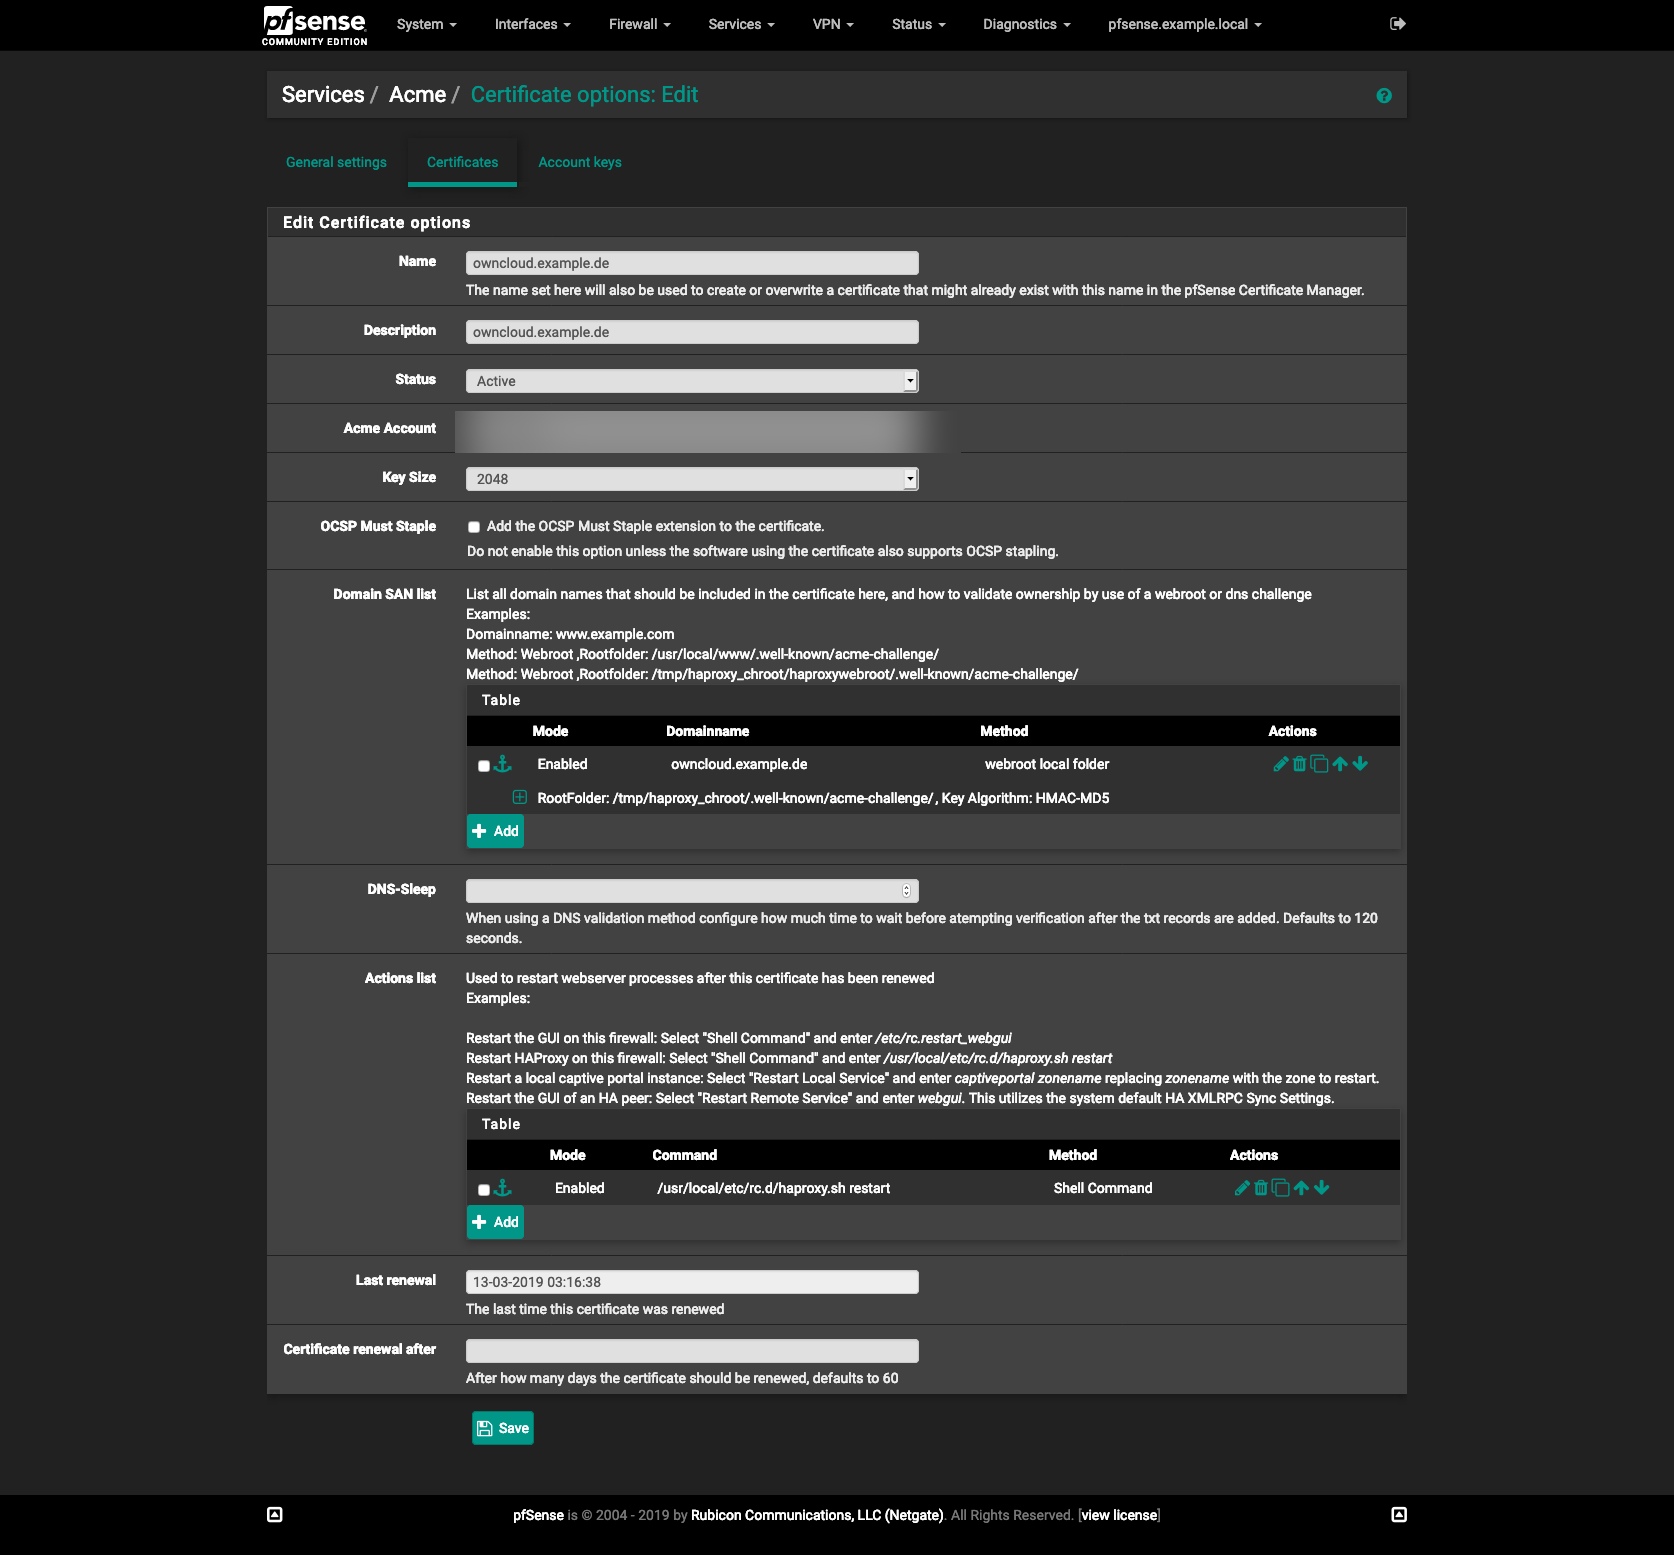 pfsense
COMMUNITY EDITION
System
Interfaces
Firewall
Services
VPN
Status
Diagnostics
pfsense.example.local
Services / Acme / Certificate options: Edit
General settings
Certificates
Account keys
Edit Certificate options
Name
owncloud.example.de
The name set here will also be used to create or overwrite a certificate that might already exist with this name in the pfSense Certificate Manager.
Description
owncloud.example.de
Status
Active
Acme Account
Key Size
2048
OCSP Must Staple
Add the OCSP Must Staple extension to the certificate.
Do not enable this option unless the software using the certificate also supports OCSP stapling.
Domain SAN list
List all domain names that should be included in the certificate here, and how to validate ownership by use of a webroot or dns challenge
Examples:
Domainname: www.example.com
Method: Webroot ,Rootfolder: /usr/local/www/.well-known/acme-challenge/
Method: Webroot ,Rootfolder: /tmp/haproxy_chroot/haproxywebroot/.well-known/acme-challenge/
Table
Mode Domainname Method Actions
Enabled owncloud.example.de webroot local folder
RootFolder: /tmp/haproxy_chroot/.well-known/acme-challenge/ , Key Algorithm: HMAC-MD5
Add
DNS-Sleep
When using a DNS validation method configure how much time to wait before atempting verification after the txt records are added. Defaults to 120
seconds.
Actions list
Used to restart webserver processes after this certificate has been renewed
Examples:
Restart the GUI on this firewall: Select "Shell Command" and enter /etc/rc.restart_webgui
Restart HAProxy on this firewall: Select "Shell Command" and enter /usr/local/etc/rc.d/haproxy.sh restart
Restart a local captive portal instance: Select "Restart Local Service" and enter captiveportal zonename replacing zonename with the zone to restart.
Restart the GUI of an HA peer: Select "Restart Remote Service" and enter webgui. This utilizes the system default HA XMLRPC Sync Settings.
Table
Mode Command Method Actions
Enabled /usr/local/etc/rc.d/haproxy.sh restart Shell Command
Add
Last renewal
13-03-2019 03:16:38
The last time this certificate was renewed
Certificate renewal after
After how many days the certificate should be renewed, defaults to 60
Save
pfSense is © 2004 - 2019 by Rubicon Communications, LLC (Netgate). All Rights Reserved. [view license]